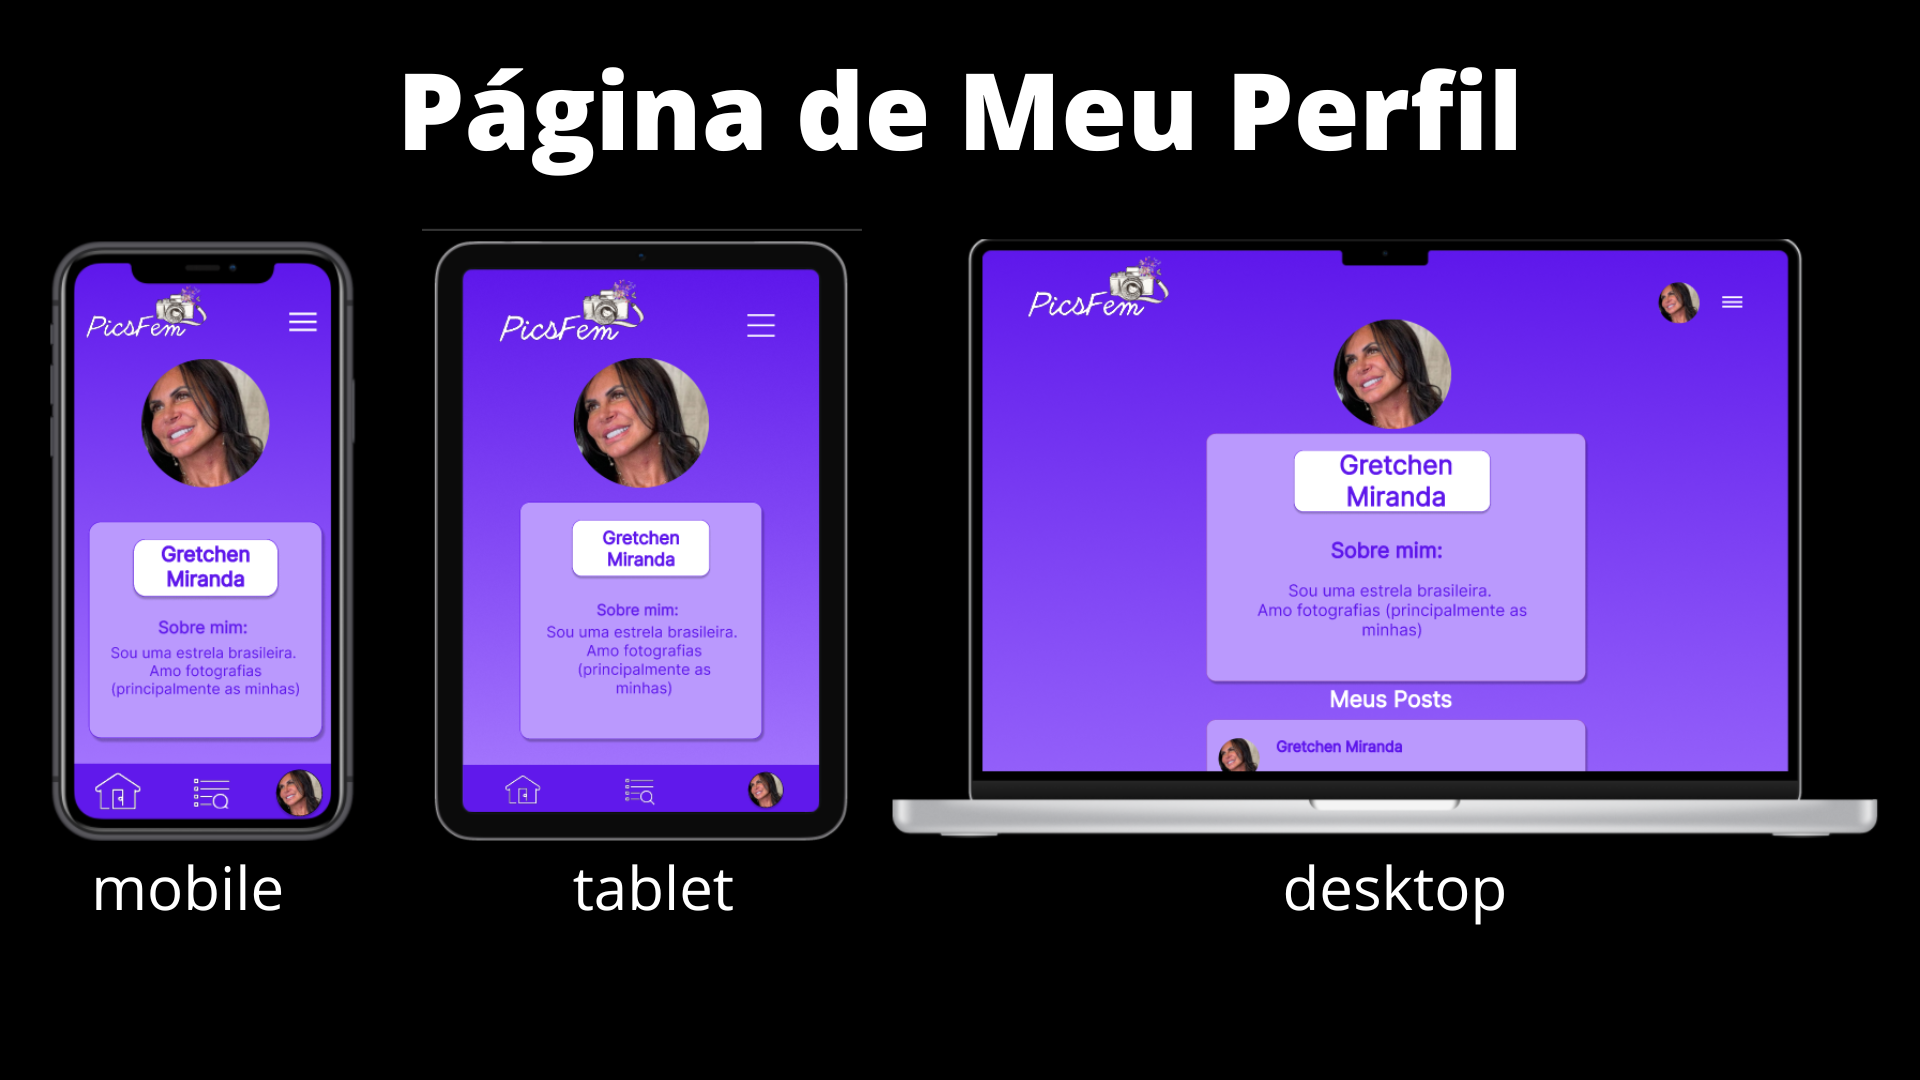 Página de Meu Perfil
PicsFem
Gretchen
Miranda
Sobre mim:
Sou uma estrela brasileira.
Amo fotografias
(principalmente as minhas)
mobile
PicsFem
Gretchen
Miranda
Sobre mim:
Sou uma estrela brasileira.
Amo fotografias
(principalmente as
minhas)
tablet
PicsFem
Gretchen
Miranda
Sobre mim:
Sou uma estrela brasileira.
Amo fotografias (principalmente as
minhas)
Meus Posts
Gretchen Miranda
desktop